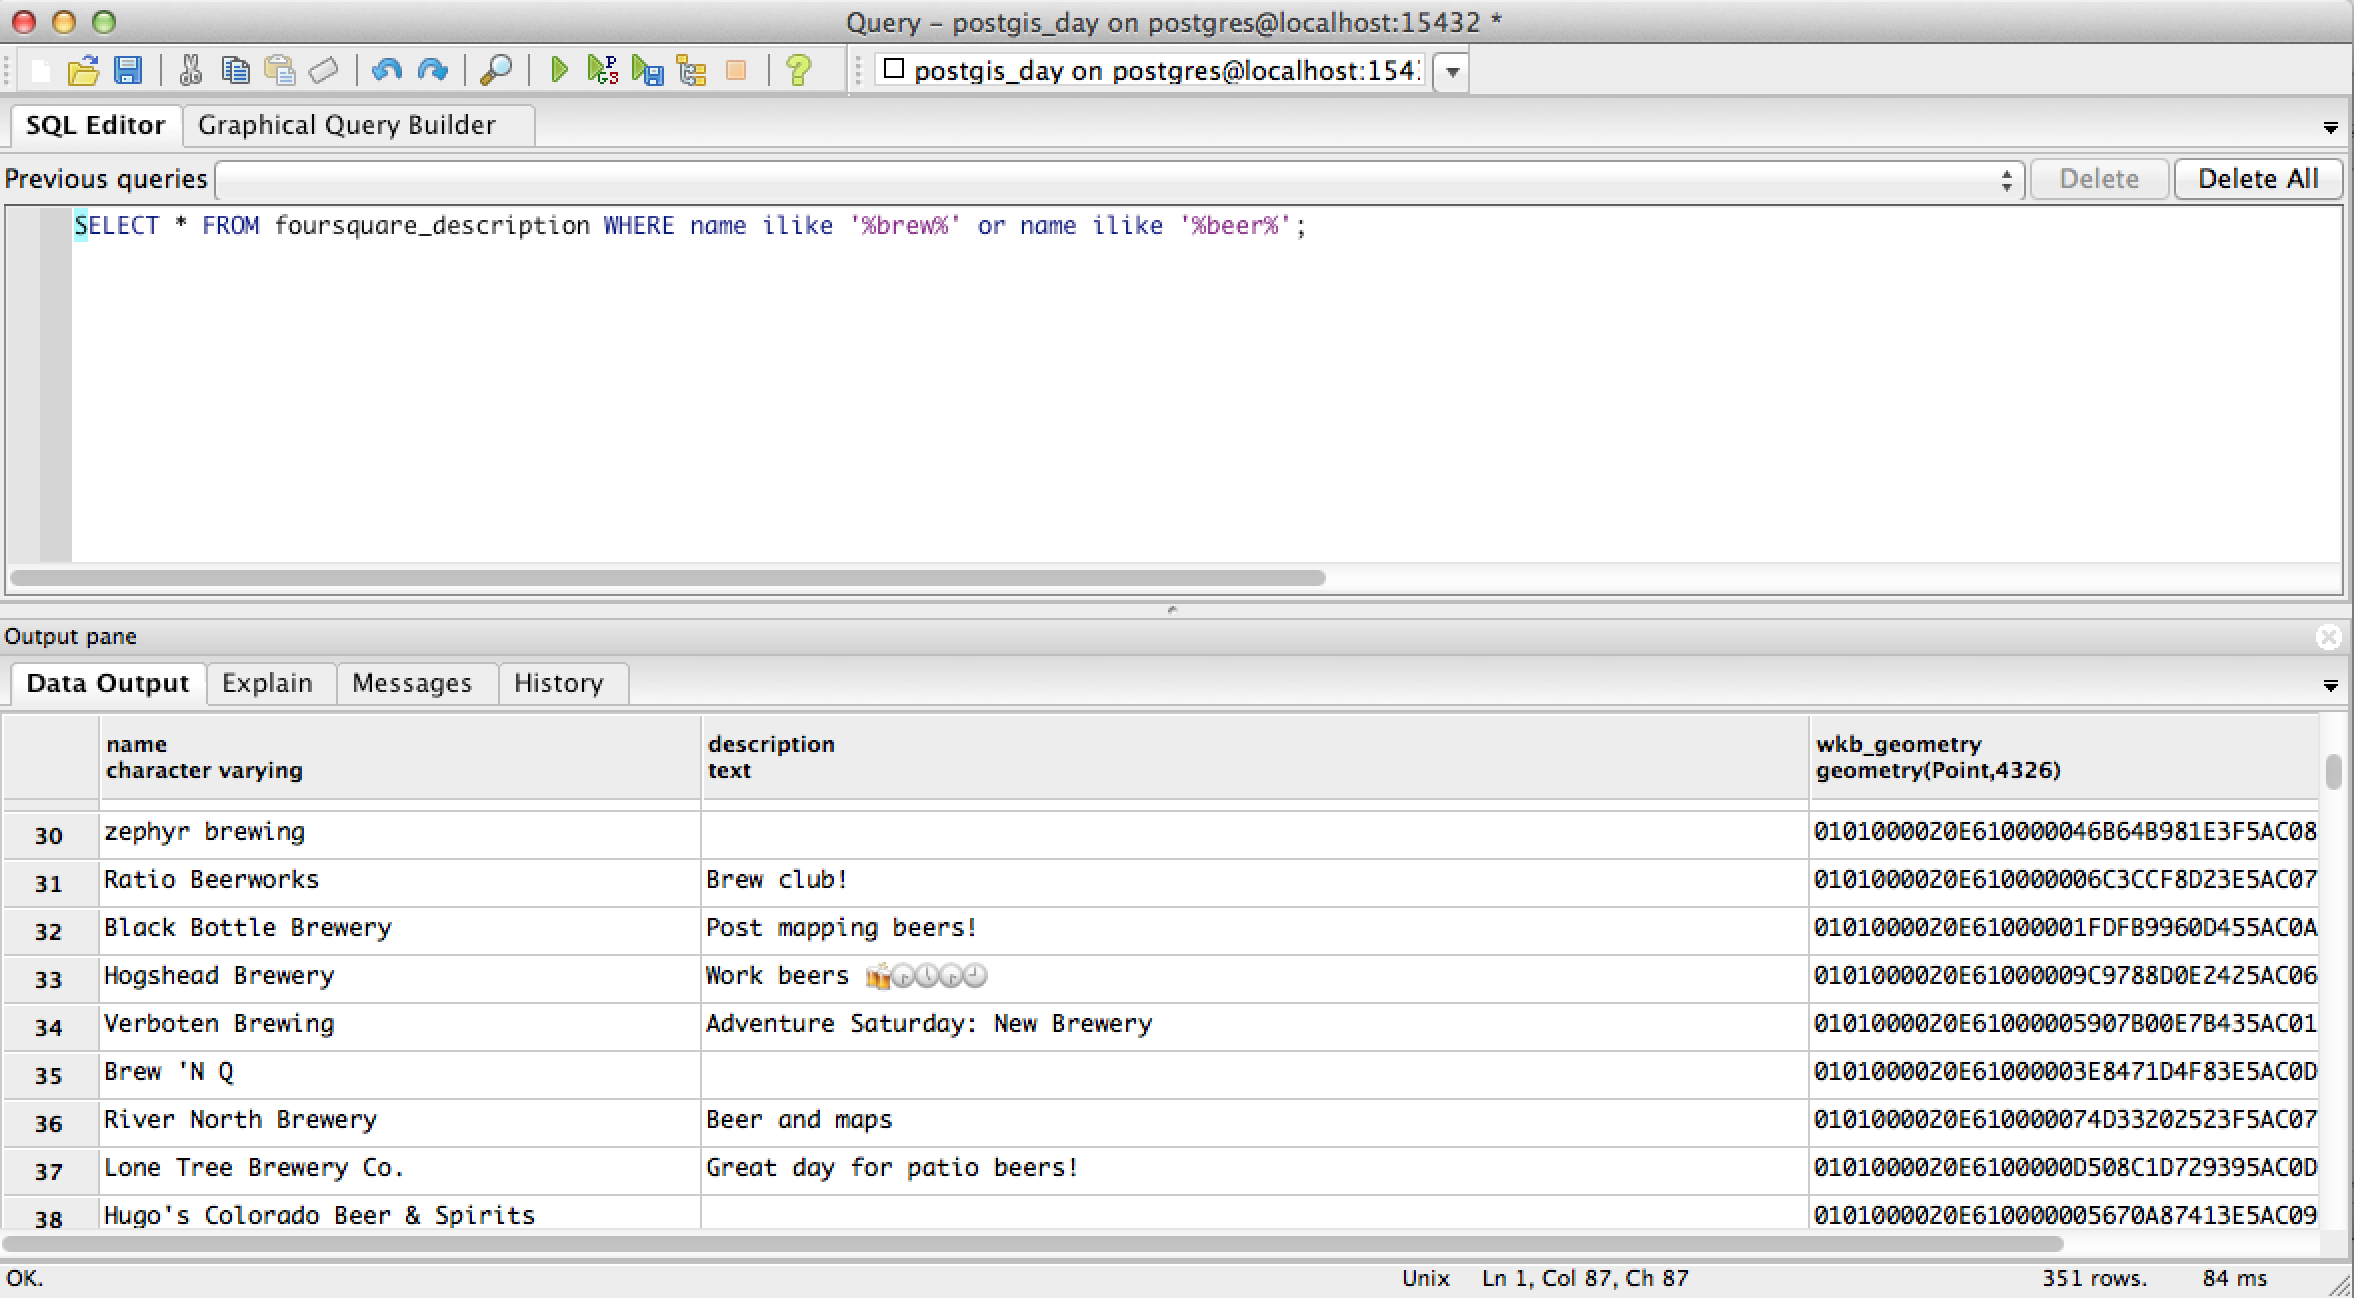 Query – postgis_day on postgres@localhost:15432 *
postgis_day on postgres@localhost:1543
SQL Editor Graphical Query Builder
Previous queries Delete Delete All
SELECT * FROM foursquare_description WHERE name ilike '%brew%' or name ilike '%beer%';
Output pane
Data Output Explain Messages History
name description wkb_geometry
character varying text geometry(Point,4326)
30 zephyr brewing 0101000020E610000046B64B981E3F5AC08
31 Ratio Beerworks Brew club! 0101000020E610000006C3CCF8D23E5AC07
32 Black Bottle Brewery Post mapping beers! 0101000020E61000001FDFB9960D455AC0A
33 Hogshead Brewery Work beers 🍻🕟🕔🕟🕘 0101000020E61000009C9788D0E2425AC06
34 Verboten Brewing Adventure Saturday: New Brewery 0101000020E61000005907B00E7B435AC01
35 Brew 'N Q 0101000020E61000003E8471D4F83E5AC0D
36 River North Brewery Beer and maps 0101000020E610000074D33202523F5AC07
37 Lone Tree Brewery Co. Great day for patio beers! 0101000020E6100000D508C1D729395AC0D
38 Hugo's Colorado Beer & Spirits 0101000020E610000005670A87413E5AC09
OK. Unix Ln 1, Col 87, Ch 87 351 rows. 84 ms